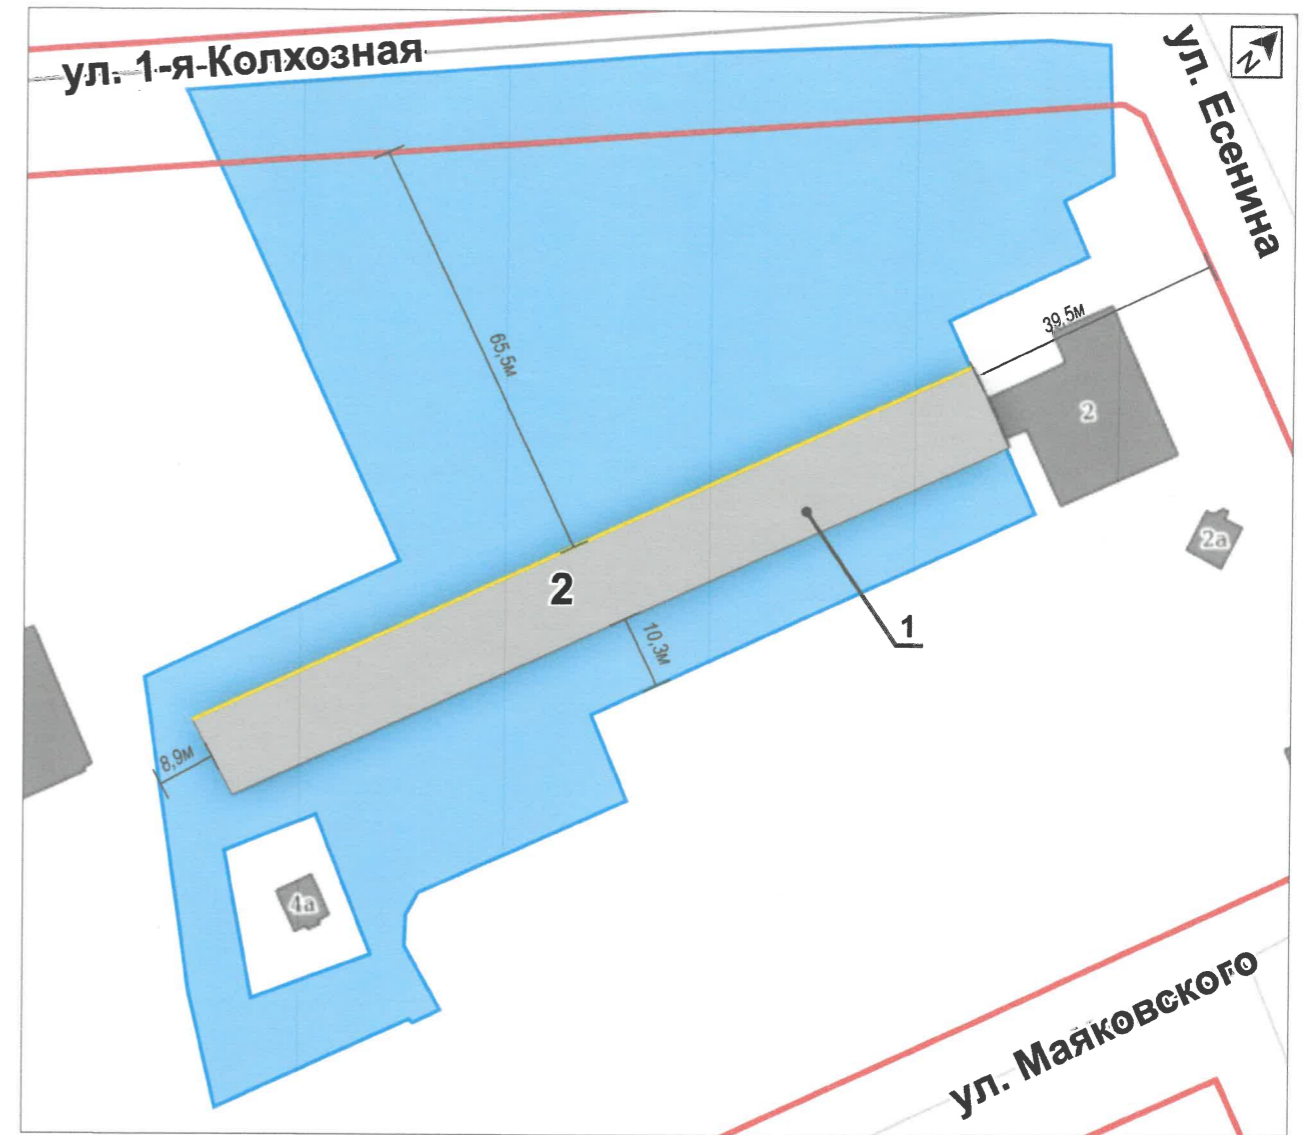 ул. 1-я-Колхозная
ул. Есенина
N
39,5м
65,5м
2
2
2а
1
10,3м
8,9м
4а
ул. Маяковского